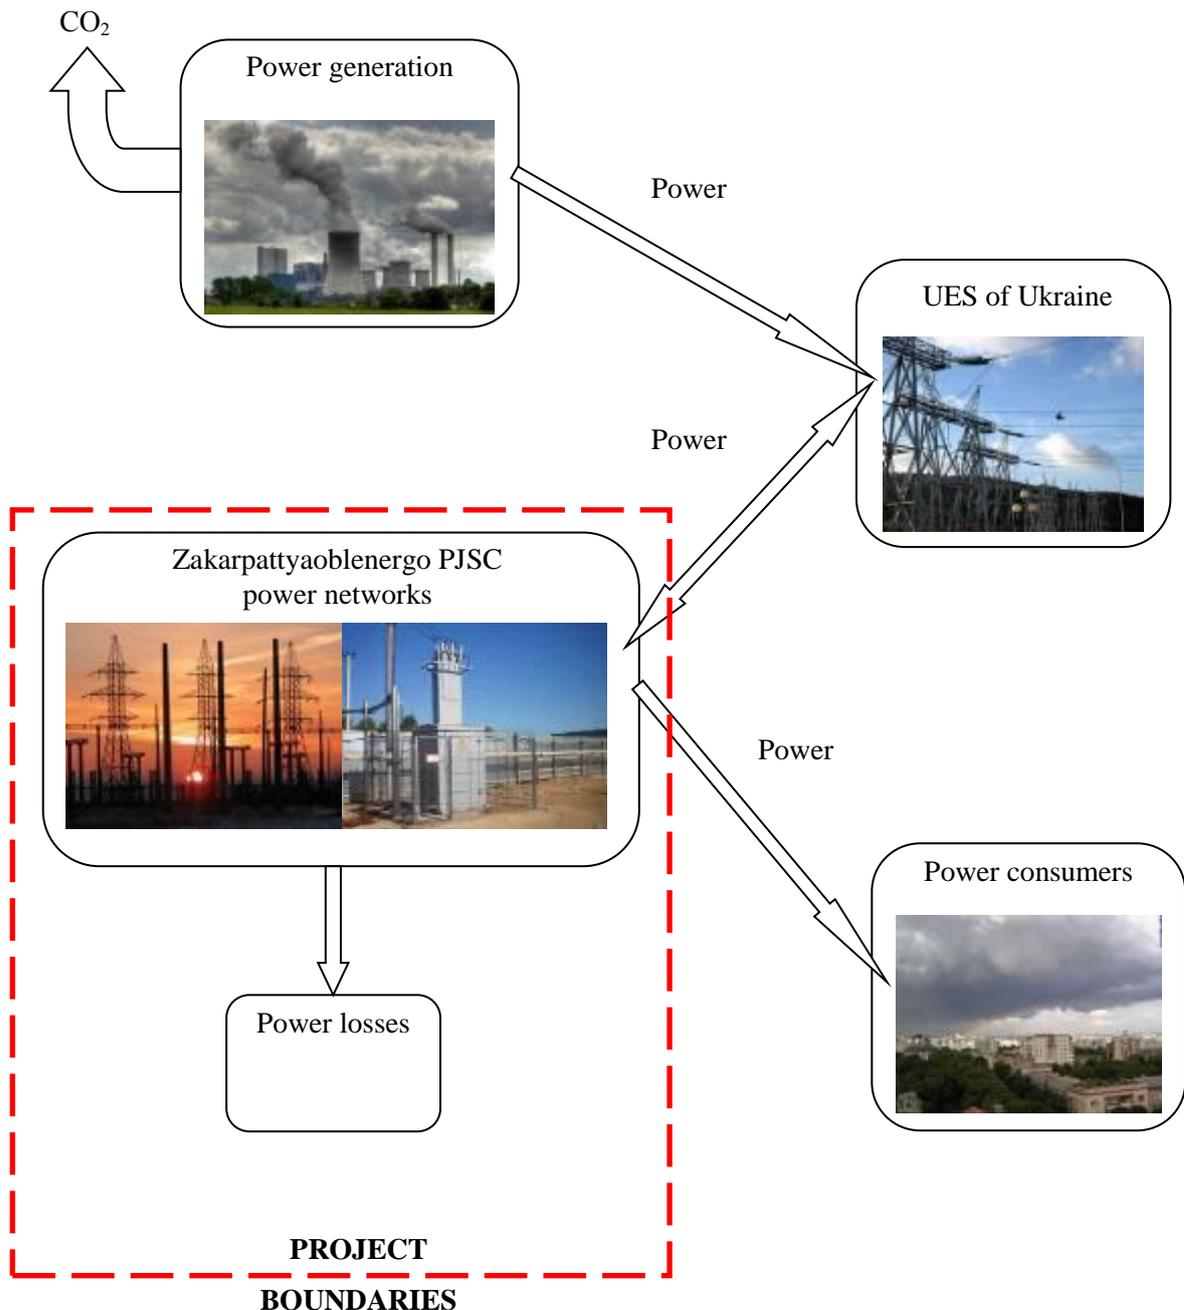 CO₂
Power generation
Power
UES of Ukraine
Power
Zakarpattyaoblenergo PJSC
power networks
Power
Power consumers
Power losses
PROJECT
BOUNDARIES